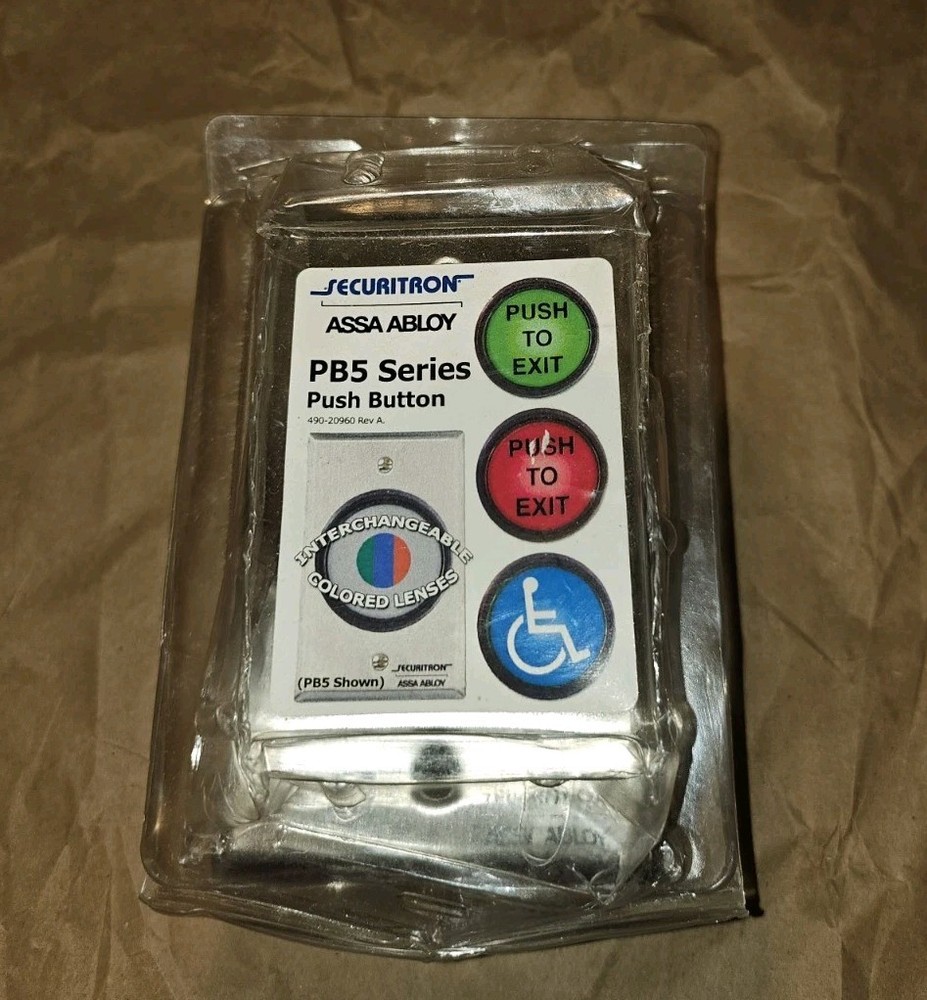 SECURITRON
ASSA ABLOY
PB5 Series
Push Button
490-20960 Rev A.
INTERCHANGEABLE
COLORED LENSES
(PB5 Shown)
SECURITRON
ASSA ABLOY
PUSH
TO
EXIT
PUSH
TO
EXIT